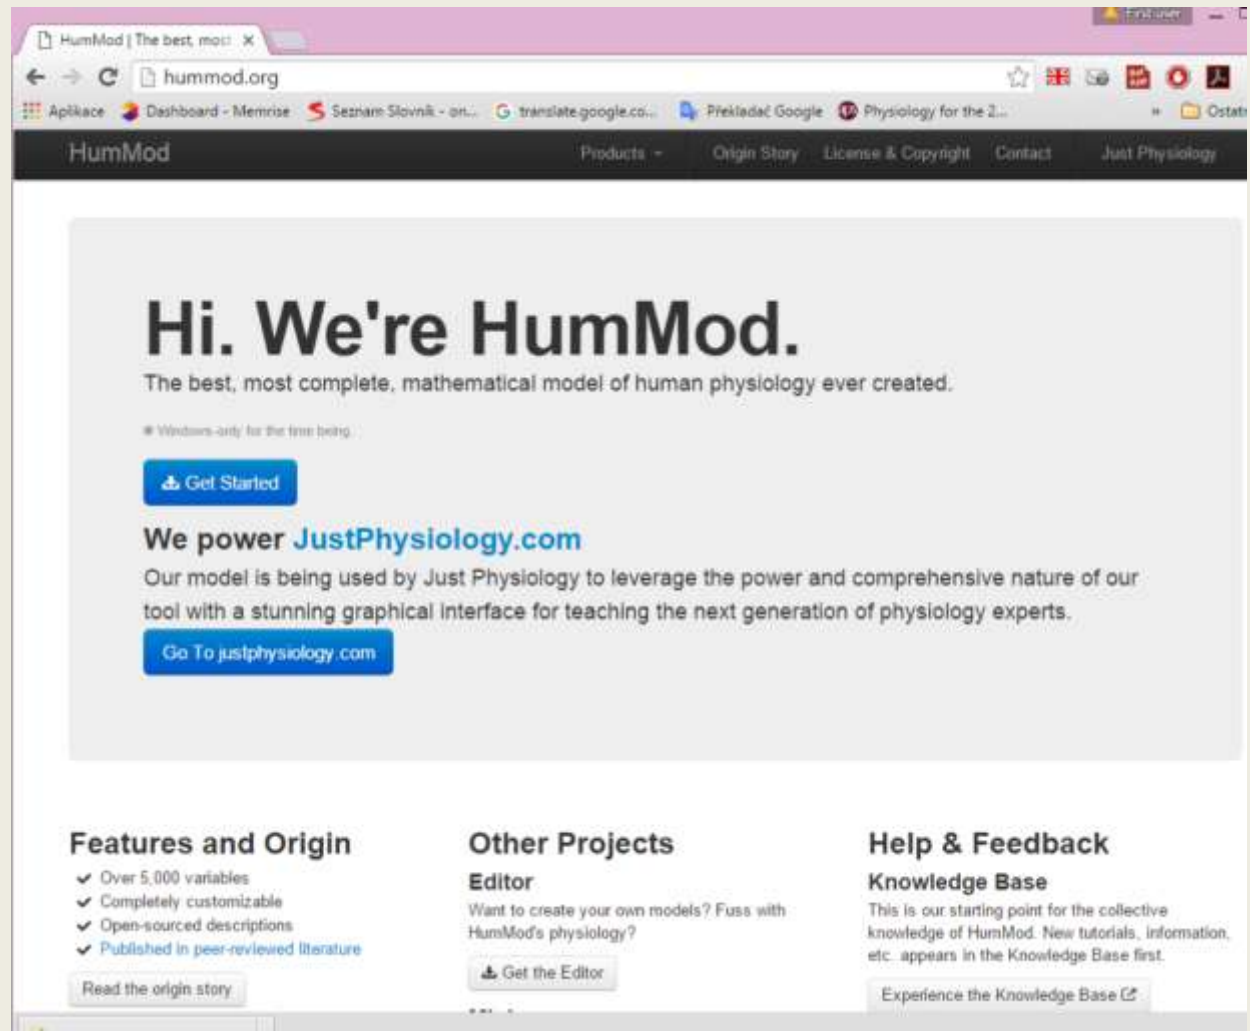 First user
HumMod | The best, most
hummod.org
Aplikace Dashboard - Memrise Seznam Slovník - on... translate.google.co... Překladač Google Physiology for the 2... » Ostatn
HumMod Products Origin Story License & Copyright Contact Just Physiology
Hi. We're HumMod.
The best, most complete, mathematical model of human physiology ever created.
* Windows-only for the time being.
Get Started
We power JustPhysiology.com
Our model is being used by Just Physiology to leverage the power and comprehensive nature of our
tool with a stunning graphical interface for teaching the next generation of physiology experts.
Go To justphysiology.com
Features and Origin
Over 5,000 variables
Completely customizable
Open-sourced descriptions
Published in peer-reviewed literature
Read the origin story
Other Projects
Editor
Want to create your own models? Fuss with
HumMod's physiology?
Get the Editor
Help & Feedback
Knowledge Base
This is our starting point for the collective
knowledge of HumMod. New tutorials, information,
etc. appears in the Knowledge Base first.
Experience the Knowledge Base